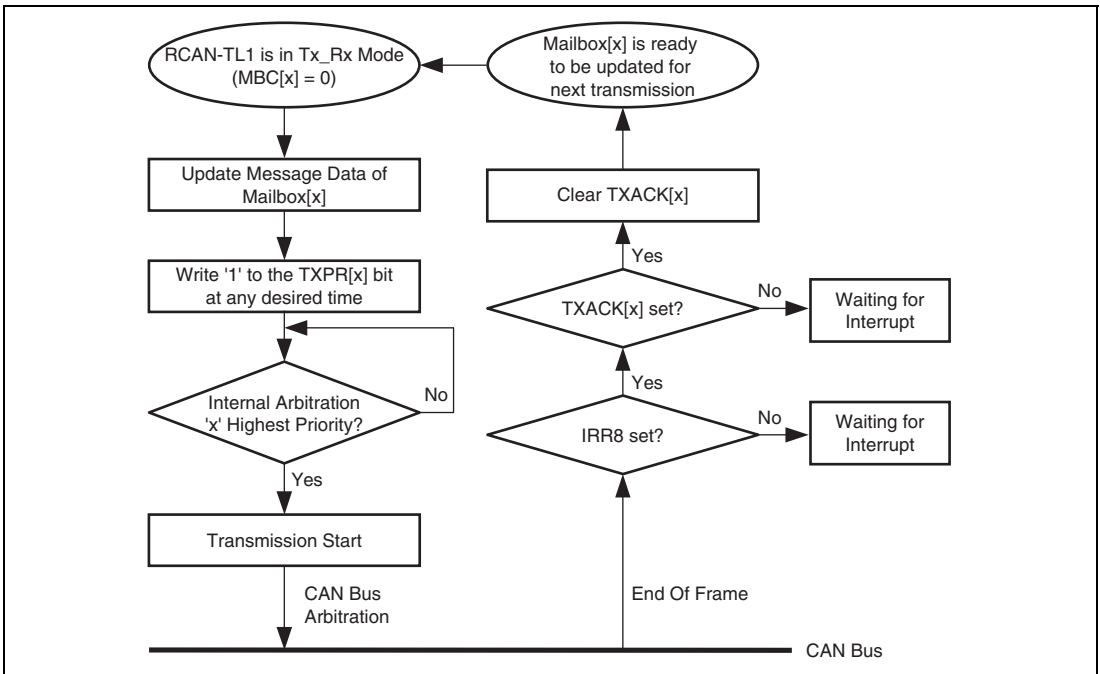 RCAN-TL1 is in Tx_Rx Mode
(MBC[x] = 0)
Update Message Data of
Mailbox[x]
Write '1' to the TXPR[x] bit
at any desired time
Internal Arbitration
'x' Highest Priority?
No
Yes
Transmission Start
CAN Bus
Arbitration
Mailbox[x] is ready
to be updated for
next transmission
Clear TXACK[x]
Yes
TXACK[x] set?
No
Waiting for
Interrupt
Yes
IRR8 set?
No
Waiting for
Interrupt
End Of Frame
CAN Bus